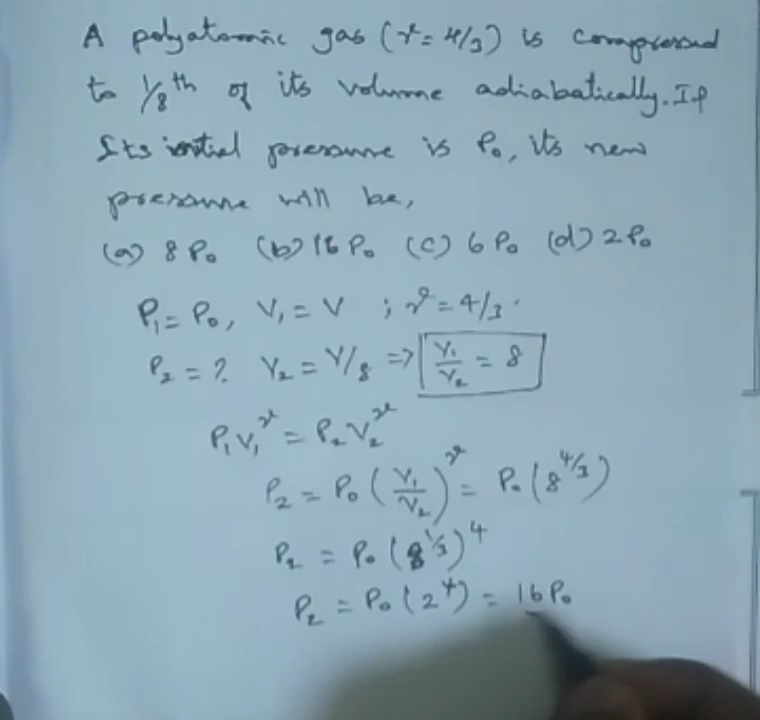 A polyatomic gas (γ = 4/3) is compressed
to 1/8th of its volume adiabatically. If
Its initial pressure is P₀, its new
pressure will be,
(a) 8 P₀ (b) 16 P₀ (c) 6 P₀ (d) 2 P₀
P₁ = P₀, V₁ = V ; γ = 4/3.
P₂ = ? V₂ = V/8 => V₁/V₂ = 8
P₁V₁^γ = P₂V₂^γ
P₂ = P₀ (V₁/V₂)^γ = P₀ (8^4/3)
P₂ = P₀ (8^1/3)^4
P₂ = P₀ (2^4) = 16 P₀